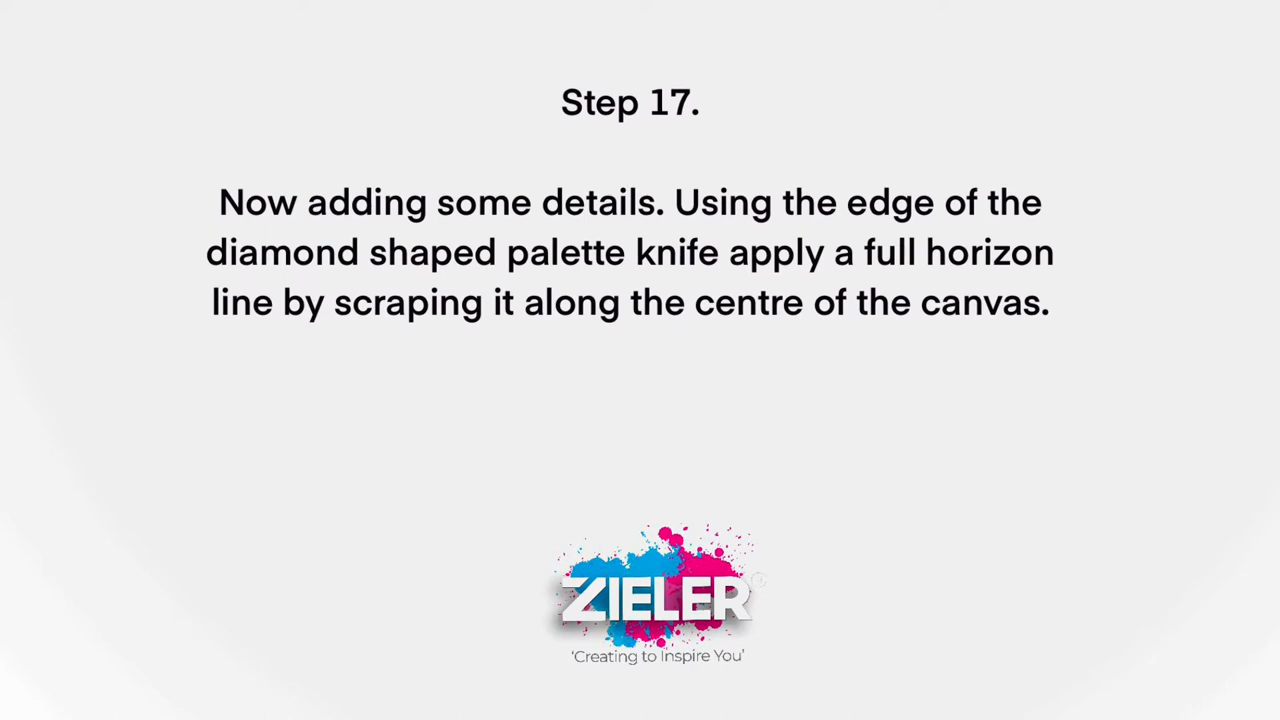 Step 17.
Now adding some details. Using the edge of the
diamond shaped palette knife apply a full horizon
line by scraping it along the centre of the canvas.
ZIELER
'Creating to Inspire You'